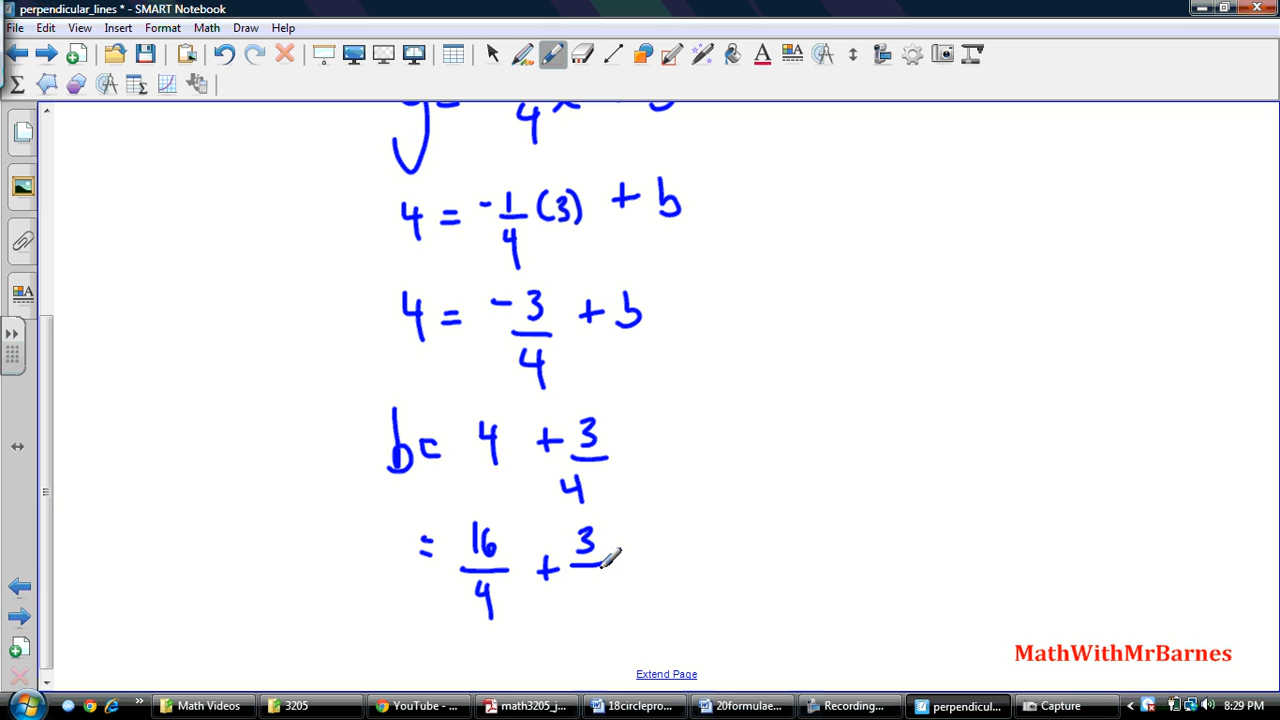 perpendicular_lines * - SMART Notebook
File Edit View Insert Format Math Draw Help
4 = -1/4 (3) + b
4 = -3/4 + b
b= 4 + 3/4
= 16/4 + 3
MathWithMrBarnes
Extend Page
Math Videos 3205 YouTube - ... math3205_j... 18circlepro... 20formulae... Recording... perpendicul... Capture 8:29 PM